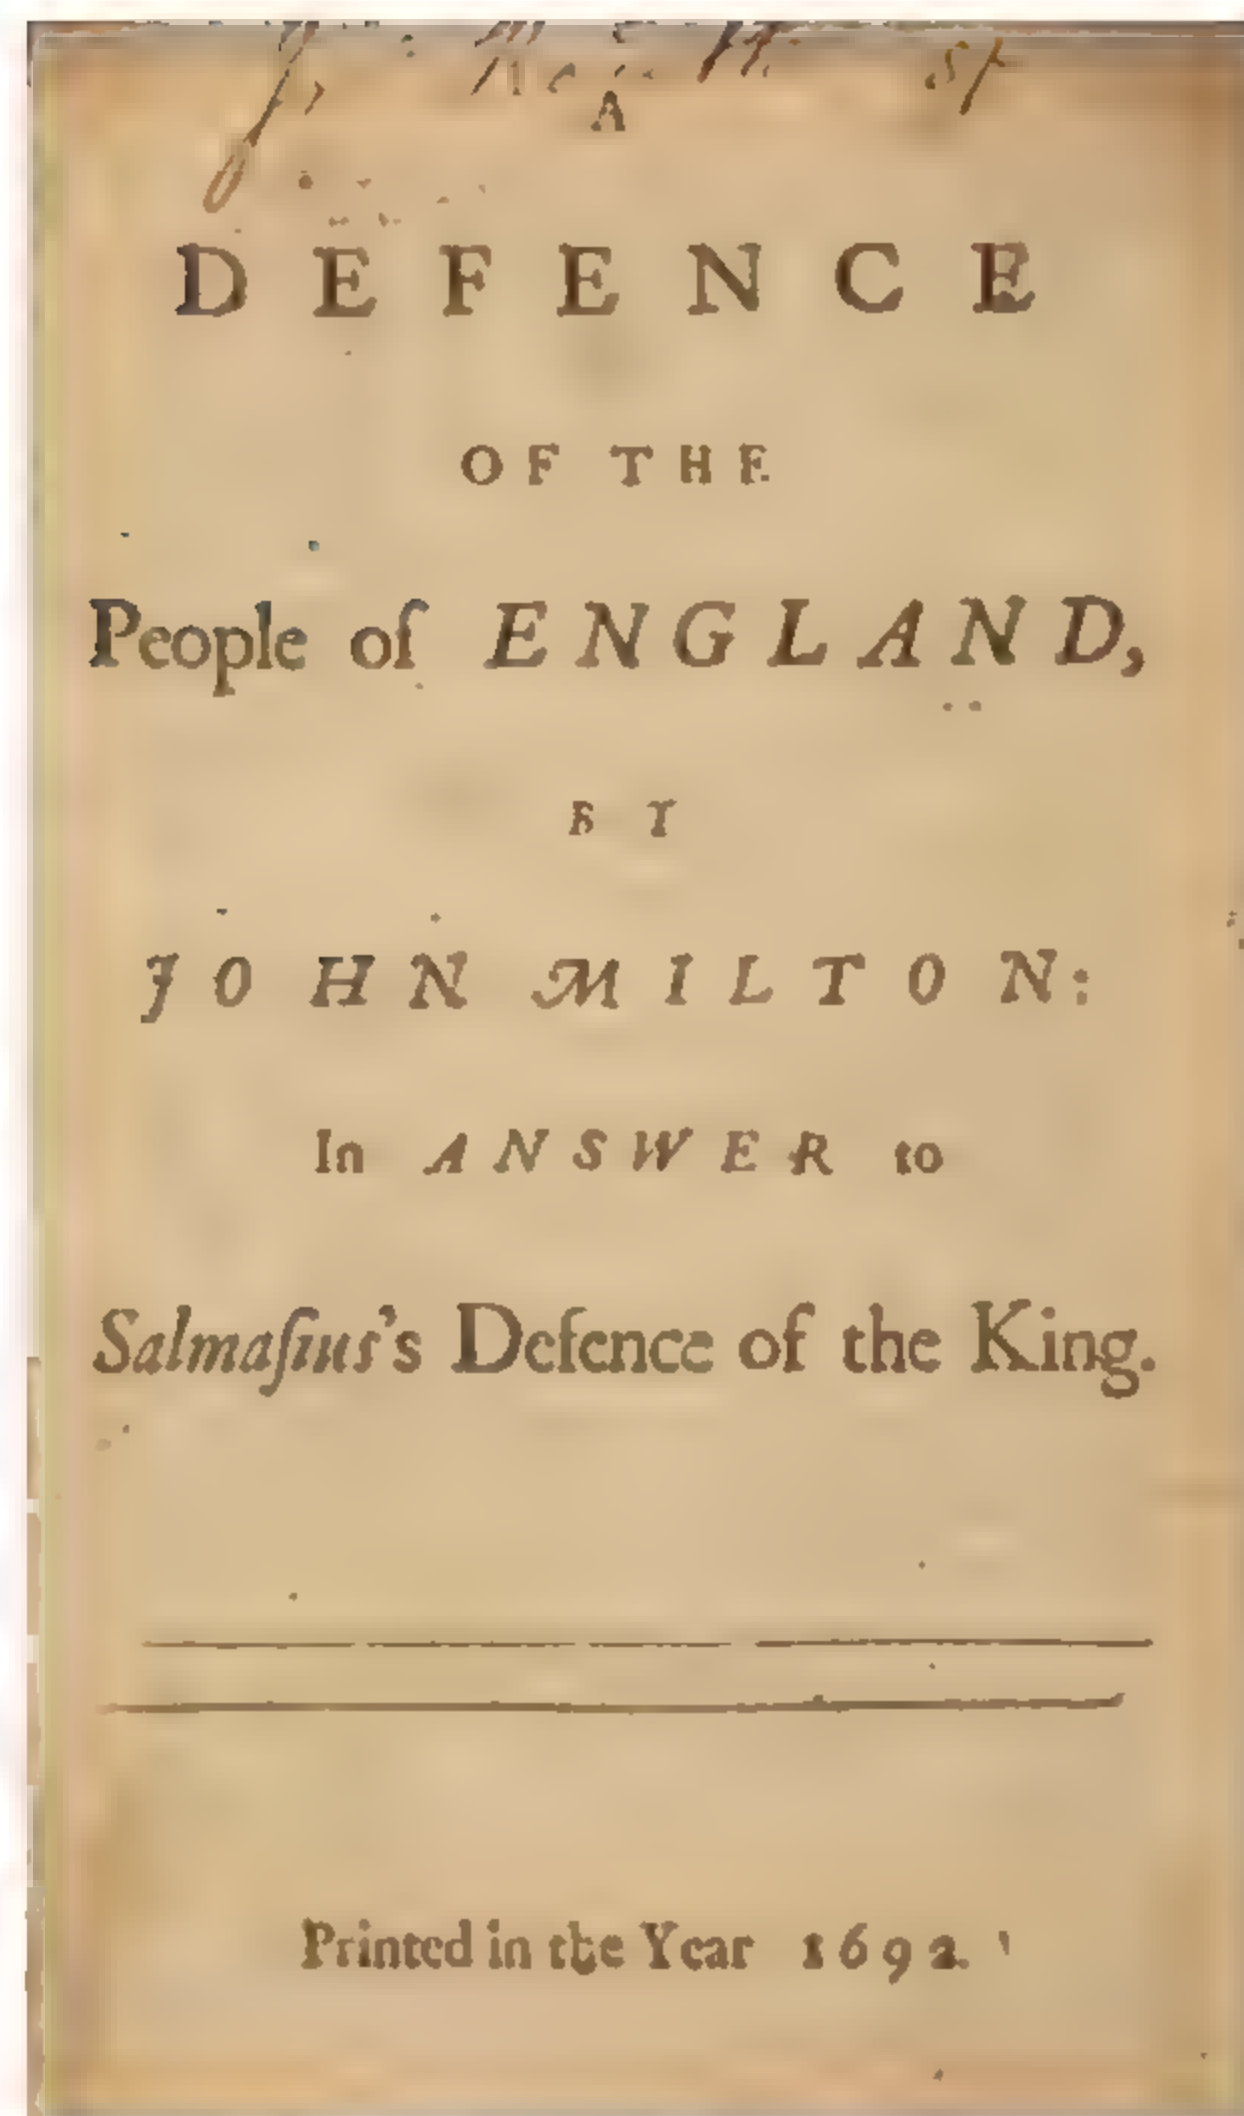 A
DEFENCE
OF THE
People of ENGLAND,
BY
JOHN MILTON:
In ANSWER to
Salmaſius's Defence of the King.
Printed in the Year 1692.